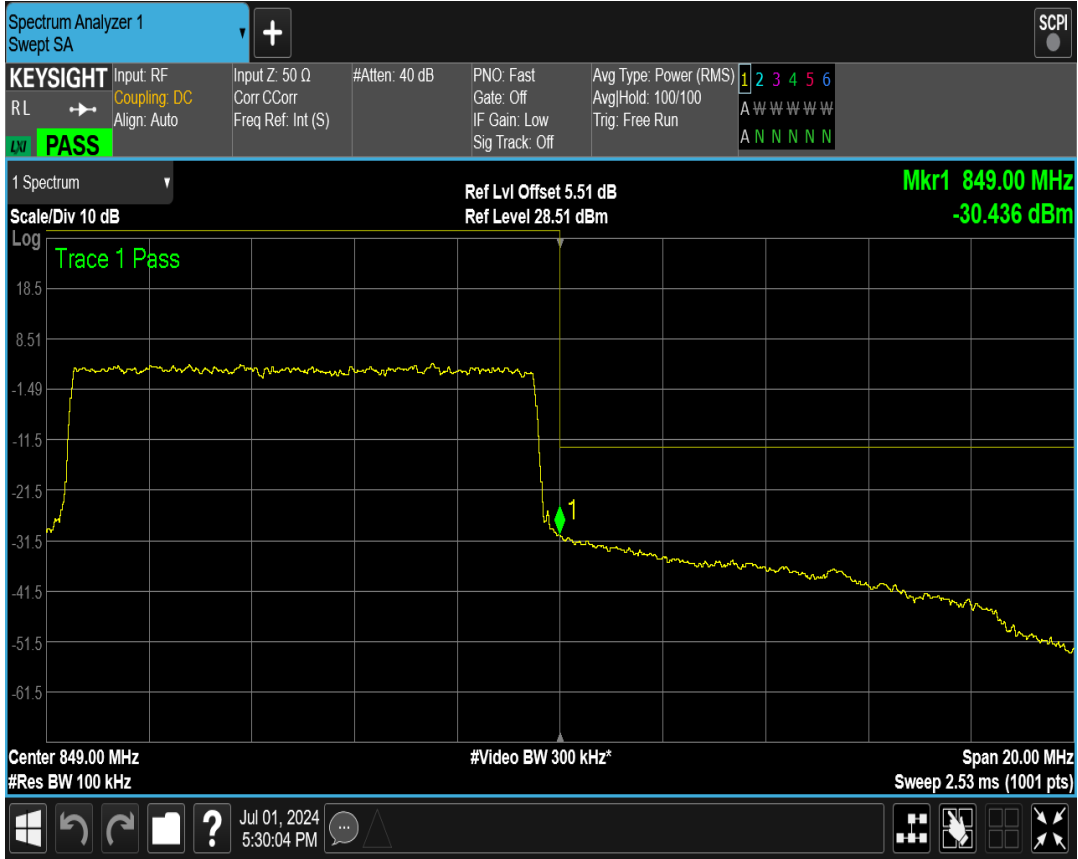 Spectrum Analyzer 1
Swept SA
SCPI
KEYSIGHT
RL
LXI PASS
Input: RF
Coupling: DC
Align: Auto
Input Z: 50 Ω
Corr CCorr
Freq Ref: Int (S)
#Atten: 40 dB
PNO: Fast
Gate: Off
IF Gain: Low
Sig Track: Off
Avg Type: Power (RMS)
Avg|Hold: 100/100
Trig: Free Run
1 2 3 4 5 6
A W W W W W
A N N N N N
1 Spectrum
Scale/Div 10 dB
Ref Lvl Offset 5.51 dB
Ref Level 28.51 dBm
Mkr1 849.00 MHz
-30.436 dBm
Log
Trace 1 Pass
18.5
8.51
-1.49
-11.5
-21.5
1
-31.5
-41.5
-51.5
-61.5
Center 849.00 MHz
#Res BW 100 kHz
#Video BW 300 kHz*
Span 20.00 MHz
Sweep 2.53 ms (1001 pts)
Jul 01, 2024
5:30:04 PM